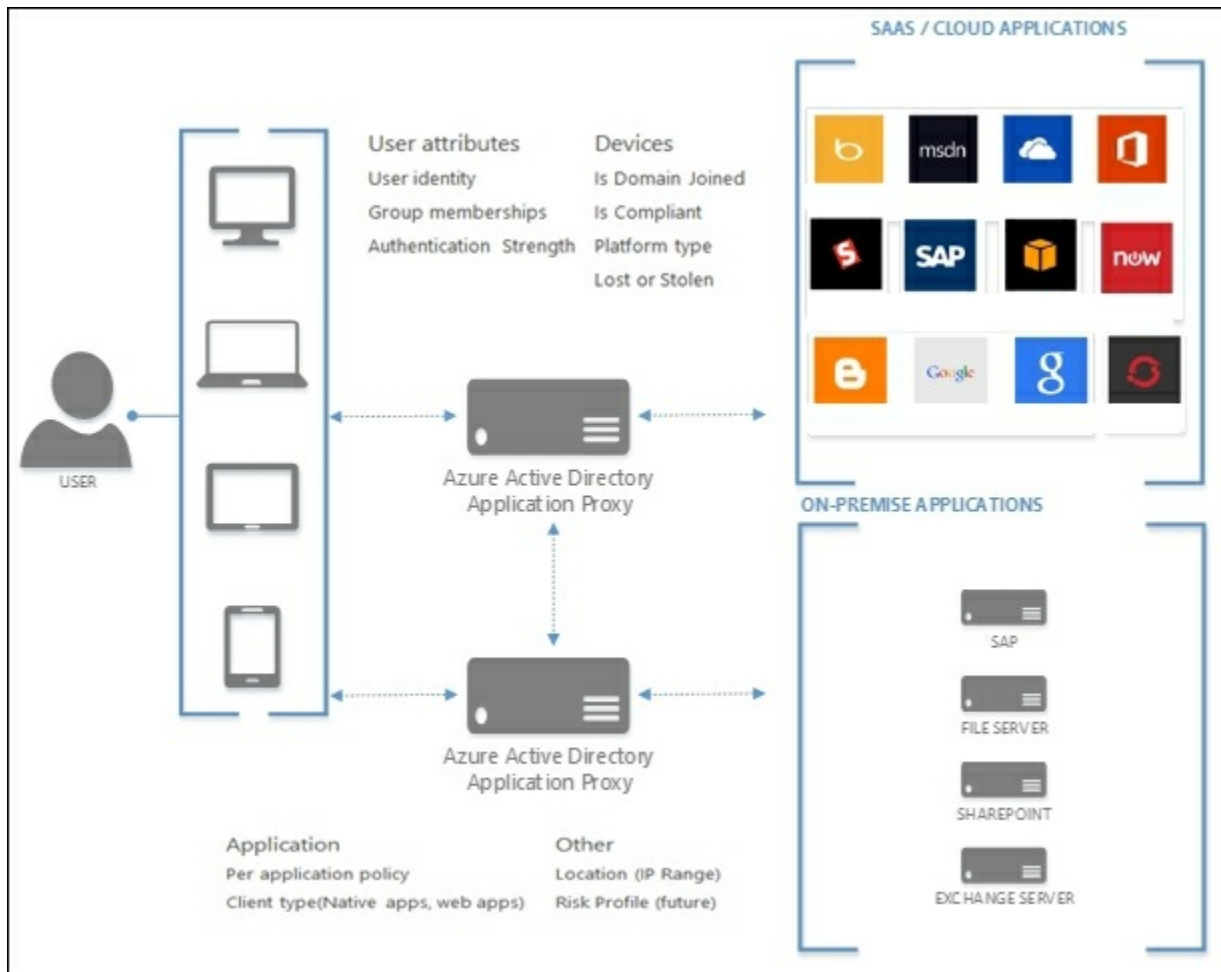 SAAS / CLOUD APPLICATIONS
User attributes
User identity
Group memberships
Authentication Strength
Devices
Is Domain Joined
Is Compliant
Platform type
Lost or Stolen
msdn
SAP
now
Google
g
USER
Azure Active Directory
Application Proxy
ON-PREMISE APPLICATIONS
SAP
FILE SERVER
SHAREPOINT
EXCHANGE SERVER
Azure Active Directory
Application Proxy
Application
Per application policy
Client type(Native apps, web apps)
Other
Location (IP Range)
Risk Profile (future)